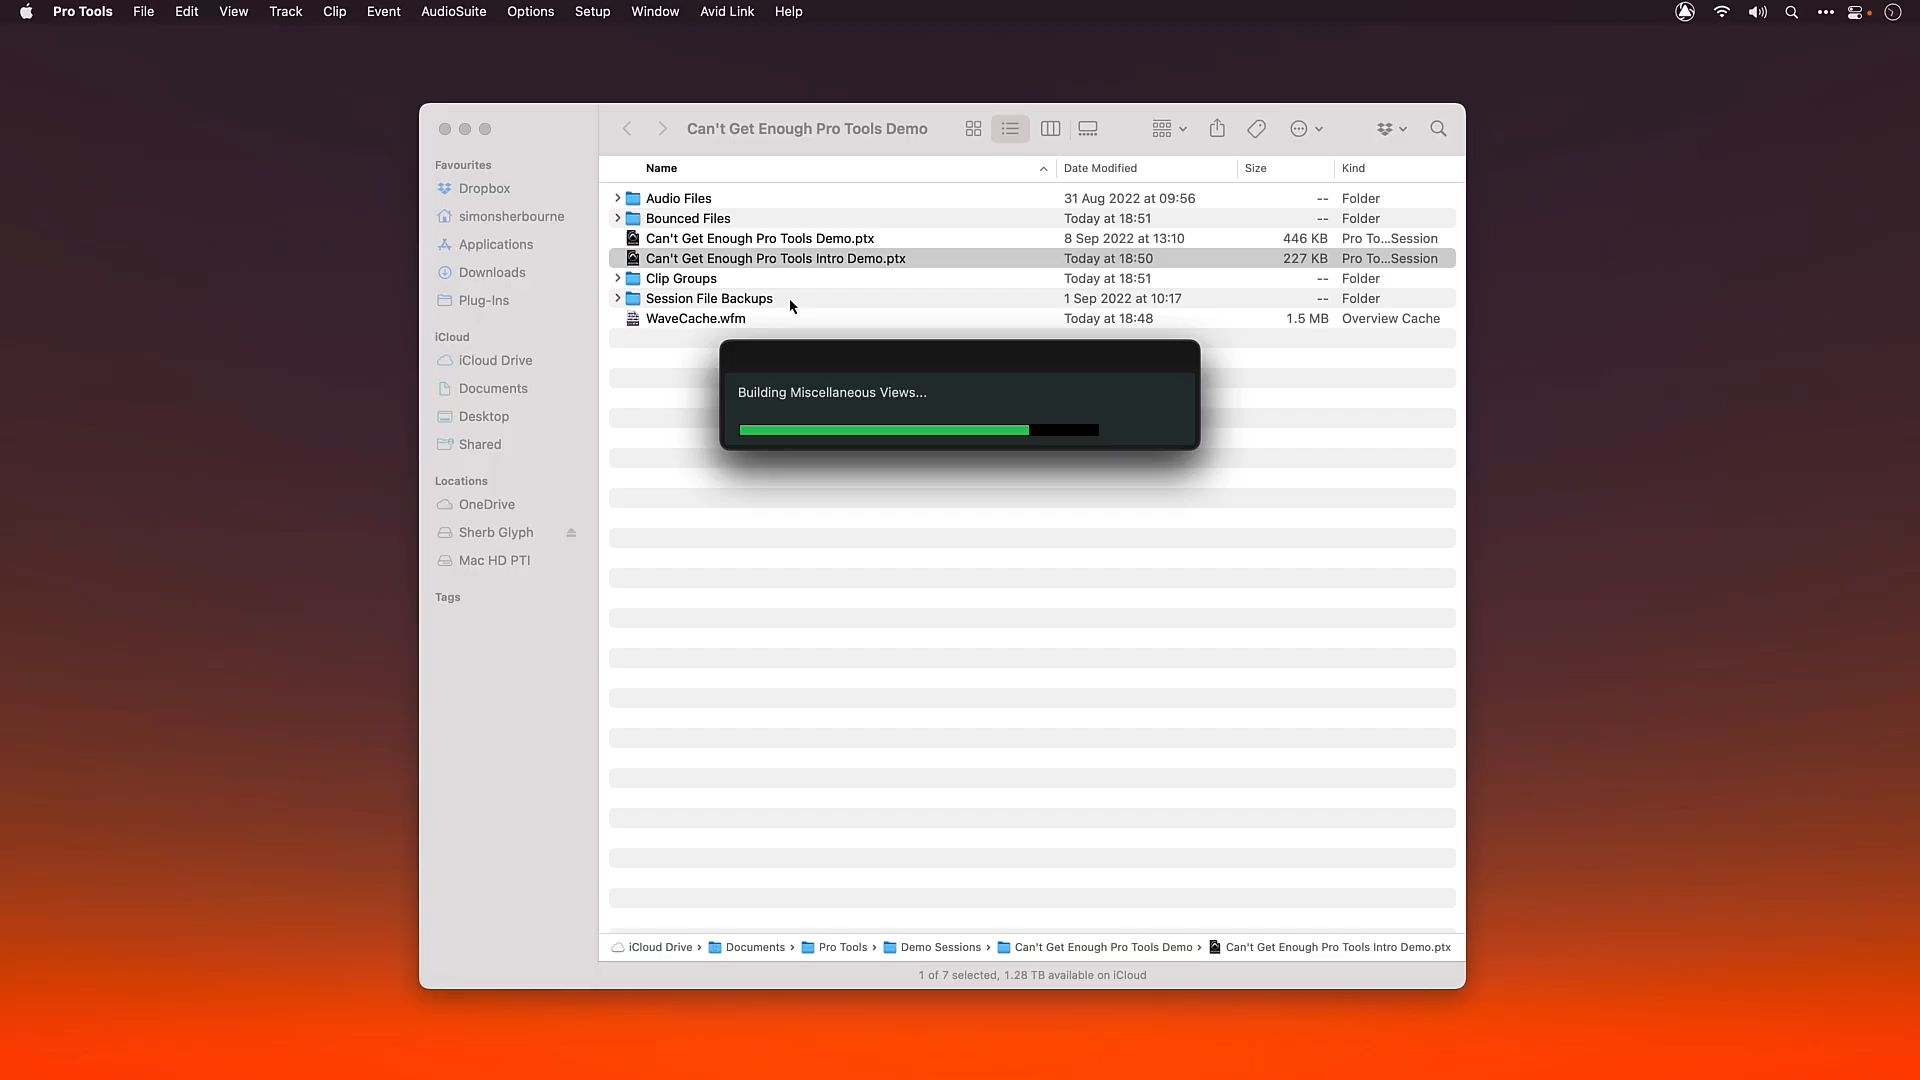 Pro Tools File Edit View Track Clip Event AudioSuite Options Setup Window Avid Link Help
Can't Get Enough Pro Tools Demo
Favourites
Dropbox
simonsherbourne
Applications
Downloads
Plug-Ins
iCloud
iCloud Drive
Documents
Desktop
Shared
Locations
OneDrive
Sherb Glyph
Mac HD PTI
Tags
Name Date Modified Size Kind
Audio Files 31 Aug 2022 at 09:56 -- Folder
Bounced Files Today at 18:51 -- Folder
Can't Get Enough Pro Tools Demo.ptx 8 Sep 2022 at 13:10 446 KB Pro To...Session
Can't Get Enough Pro Tools Intro Demo.ptx Today at 18:50 227 KB Pro To...Session
Clip Groups Today at 18:51 -- Folder
Session File Backups 1 Sep 2022 at 10:17 -- Folder
WaveCache.wfm Today at 18:48 1.5 MB Overview Cache
Building Miscellaneous Views...
iCloud Drive › Documents › Pro Tools › Demo Sessions › Can't Get Enough Pro Tools Demo › Can't Get Enough Pro Tools Intro Demo.ptx
1 of 7 selected, 1.28 TB available on iCloud